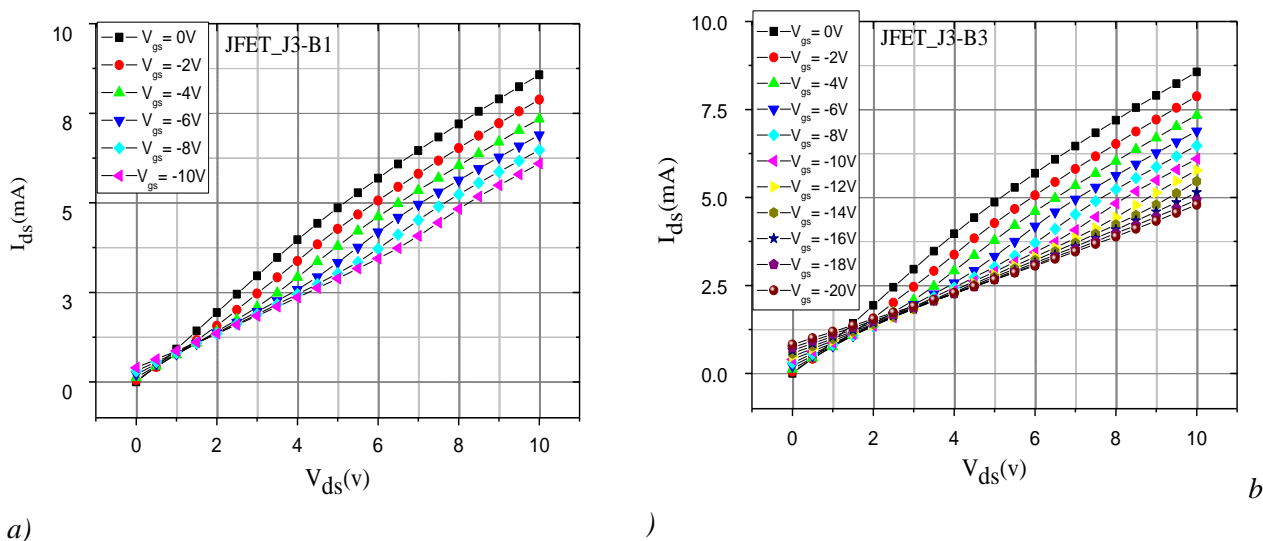 JFET_J3-B1
Vgs= 0V
Vgs= -2V
Vgs= -4V
Vgs= -6V
Vgs= -8V
Vgs= -10V
10
8
5
3
0
Ids(mA)
0 2 4 6 8 10
Vds(v)
a)
JFET_J3-B3
Vgs= 0V
Vgs= -2V
Vgs= -4V
Vgs= -6V
Vgs= -8V
Vgs= -10V
Vgs= -12V
Vgs= -14V
Vgs= -16V
Vgs= -18V
Vgs= -20V
10.0
7.5
5.0
2.5
0.0
Ids(mA)
0 2 4 6 8 10
Vds(v)
b
)